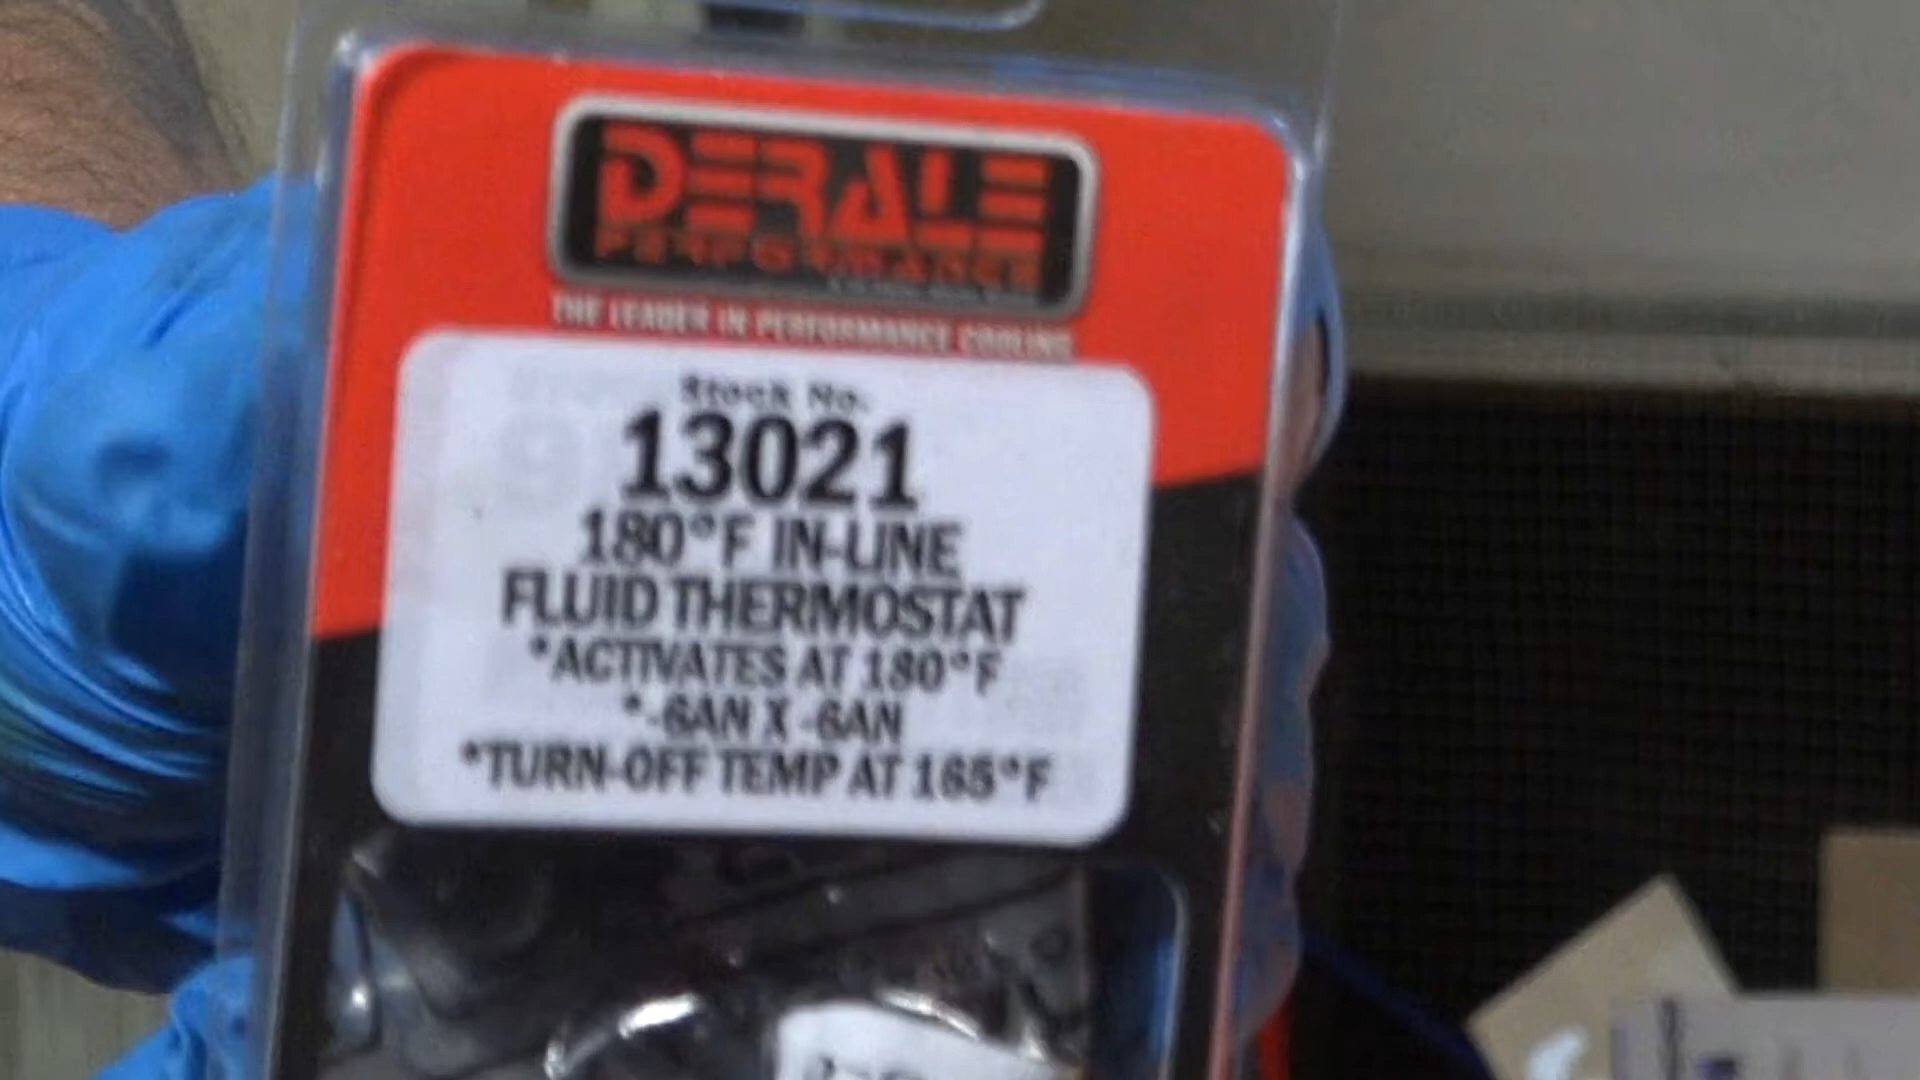 DERALE
PERFORMANCE
THE LEADER IN PERFORMANCE COOLING
Stock No.
13021
180°F IN-LINE
FLUID THERMOSTAT
*ACTIVATES AT 180°F
*-6AN X -6AN
*TURN-OFF TEMP AT 165°F